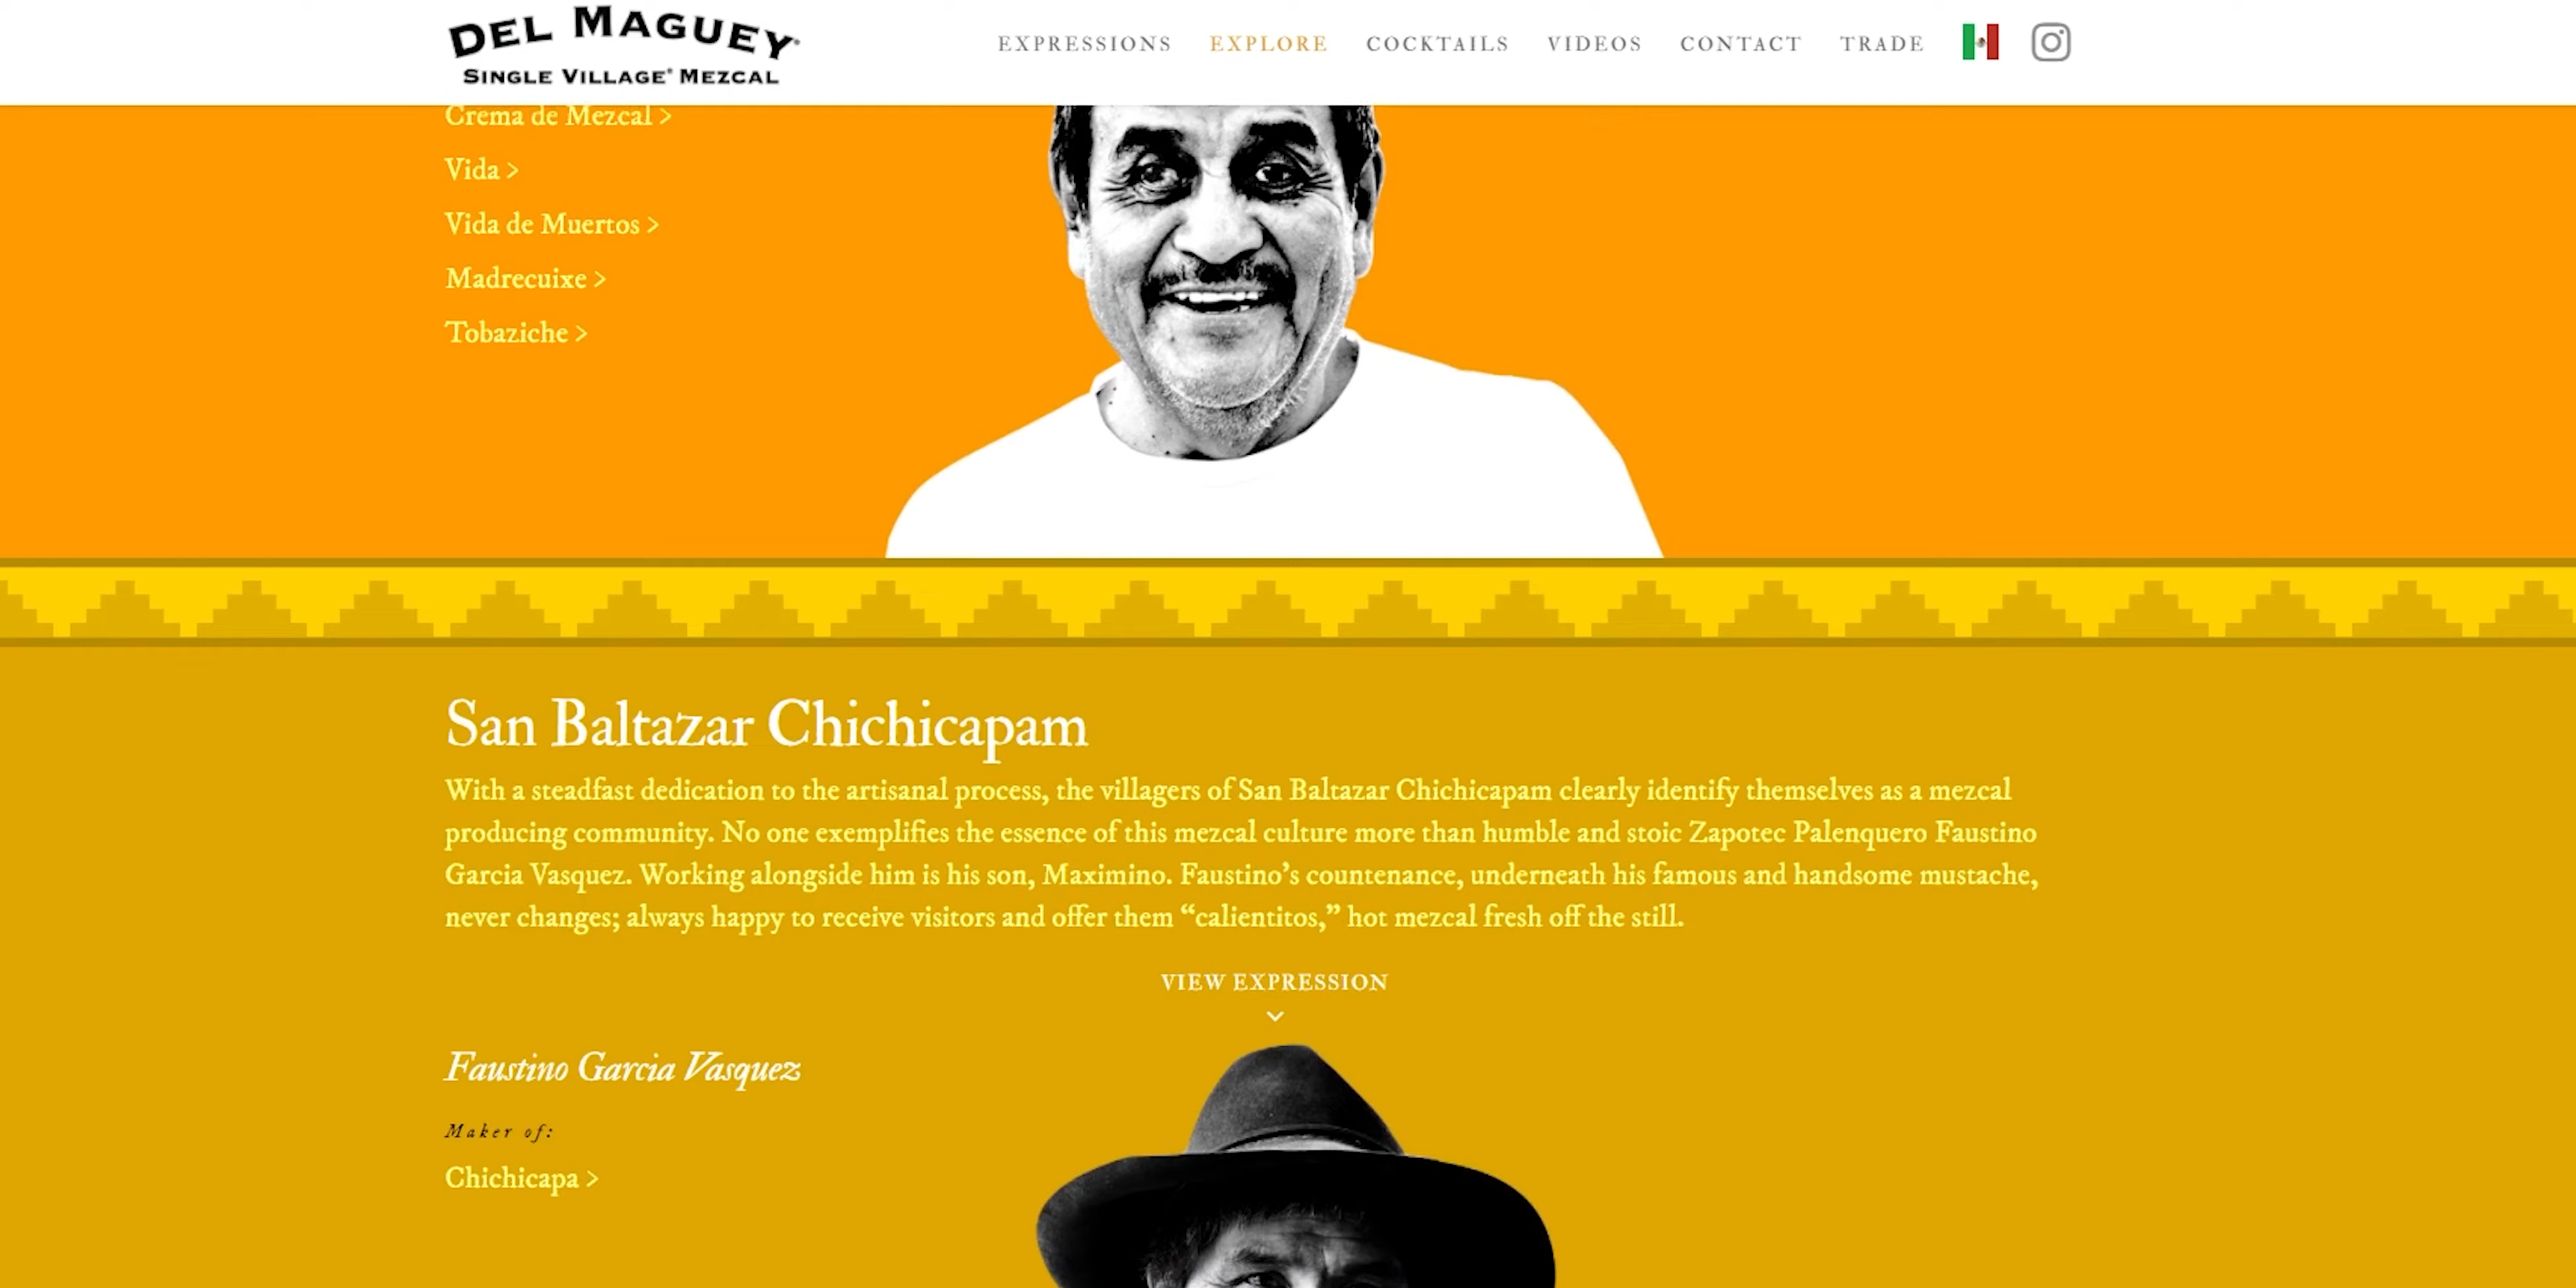 DEL MAGUEY®
SINGLE VILLAGE® MEZCAL
EXPRESSIONS EXPLORE COCKTAILS VIDEOS CONTACT TRADE
Crema de Mezcal >
Vida >
Vida de Muertos >
Madrecuixe >
Tobaziche >
San Baltazar Chichicapam
With a steadfast dedication to the artisanal process, the villagers of San Baltazar Chichicapam clearly identify themselves as a mezcal
producing community. No one exemplifies the essence of this mezcal culture more than humble and stoic Zapotec Palenquero Faustino
Garcia Vasquez. Working alongside him is his son, Maximino. Faustino’s countenance, underneath his famous and handsome mustache,
never changes; always happy to receive visitors and offer them “calientitos,” hot mezcal fresh off the still.
VIEW EXPRESSION
Faustino Garcia Vasquez
Maker of:
Chichicapa >